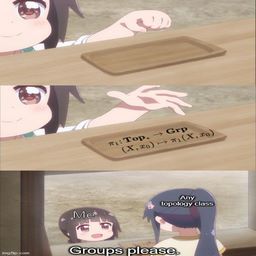 π₁: Top. → Grp
(X, x₀) ↦ π₁(X, x₀)
Any
topology class
Me
Groups please.
imgflip.com